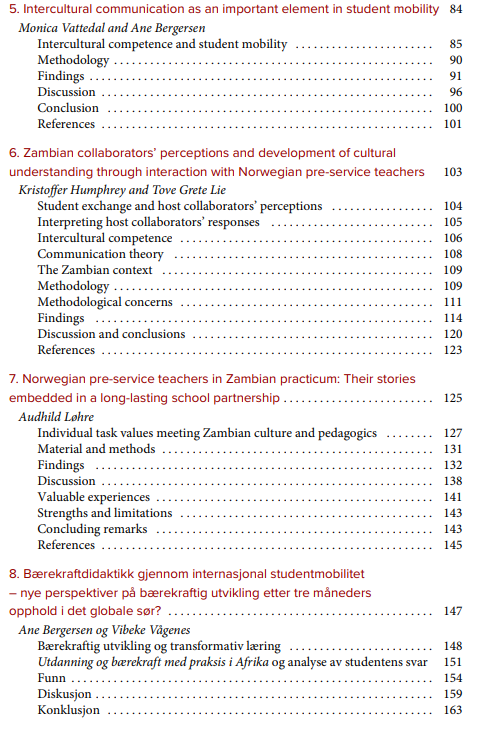 5. Intercultural communication as an important element in student mobility 84
Monica Vattedal and Ane Bergersen
Intercultural competence and student mobility ........................ 85
Methodology ........................ 90
Findings ........................ 91
Discussion ........................ 96
Conclusion ........................ 100
References ........................ 101
6. Zambian collaborators' perceptions and development of cultural
understanding through interaction with Norwegian pre-service teachers 103
Kristoffer Humphrey and Tove Grete Lie
Student exchange and host collaborators' perceptions ........................ 104
Interpreting host collaborators' responses ........................ 105
Intercultural competence ........................ 106
Communication theory ........................ 108
The Zambian context ........................ 109
Methodology ........................ 109
Methodological concerns ........................ 111
Findings ........................ 114
Discussion and conclusions ........................ 120
References ........................ 123
7. Norwegian pre-service teachers in Zambian practicum: Their stories
embedded in a long-lasting school partnership ........................ 125
Audhild Løhre
Individual task values meeting Zambian culture and pedagogics ........ 127
Material and methods ........................ 131
Findings ........................ 132
Discussion ........................ 138
Valuable experiences ........................ 141
Strengths and limitations ........................ 143
Concluding remarks ........................ 143
References ........................ 145
8. Bærekraftdidaktikk gjennom internasjonal studentmobilitet
– nye perspektiver på bærekraftig utvikling etter tre måneders
opphold i det globale sør? ........................ 147
Ane Bergersen og Vibeke Vågenes
Bærekraftig utvikling og transformativ læring ........................ 148
Utdanning og bærekraft med praksis i Afrika og analyse av studentens svar 151
Funn ........................ 154
Diskusjon ........................ 159
Konklusjon ........................ 163